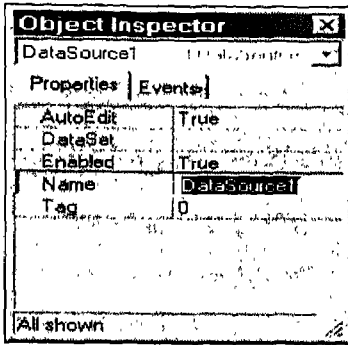 Object Inspector
DataSource1
Properties Events
AutoEdit True
DataSet
Enabled True
Name DataSource1
Tag 0
All shown